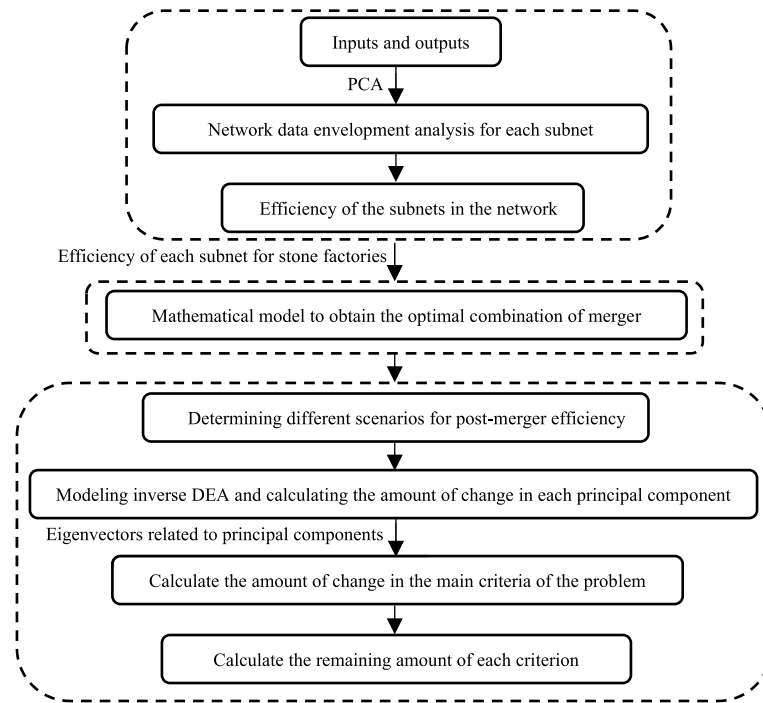 Inputs and outputs
PCA
Network data envelopment analysis for each subnet
Efficiency of the subnets in the network
Efficiency of each subnet for stone factories
Mathematical model to obtain the optimal combination of merger
Determining different scenarios for post-merger efficiency
Modeling inverse DEA and calculating the amount of change in each principal component
Eigenvectors related to principal components
Calculate the amount of change in the main criteria of the problem
Calculate the remaining amount of each criterion